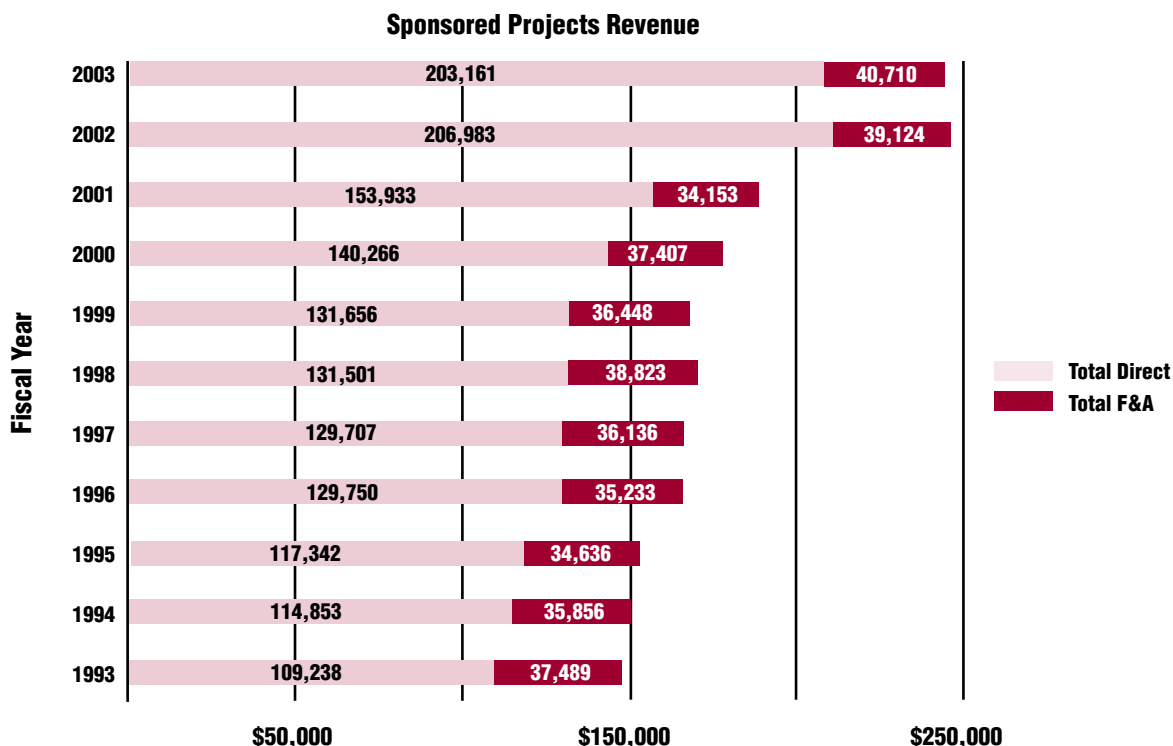 Sponsored Projects Revenue
Fiscal Year
2003 203,161 40,710
2002 206,983 39,124
2001 153,933 34,153
2000 140,266 37,407
1999 131,656 36,448
1998 131,501 38,823
1997 129,707 36,136
1996 129,750 35,233
1995 117,342 34,636
1994 114,853 35,856
1993 109,238 37,489
$50,000 $150,000 $250,000
Total Direct
Total F&A